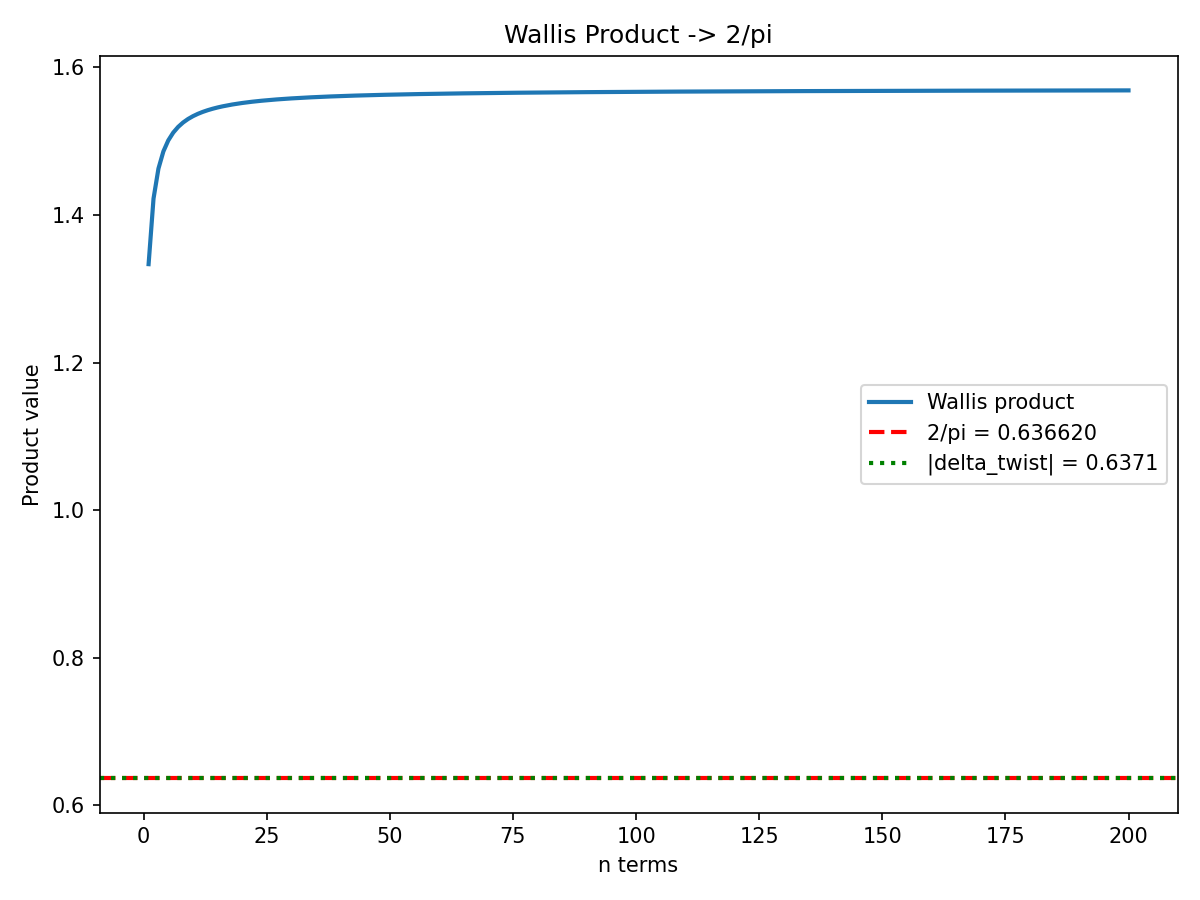 Wallis Product -> 2/pi
1.6
1.4
1.2
1.0
0.8
0.6
Product value
Wallis product
2/pi = 0.636620
|delta_twist| = 0.6371
0 25 50 75 100 125 150 175 200
n terms